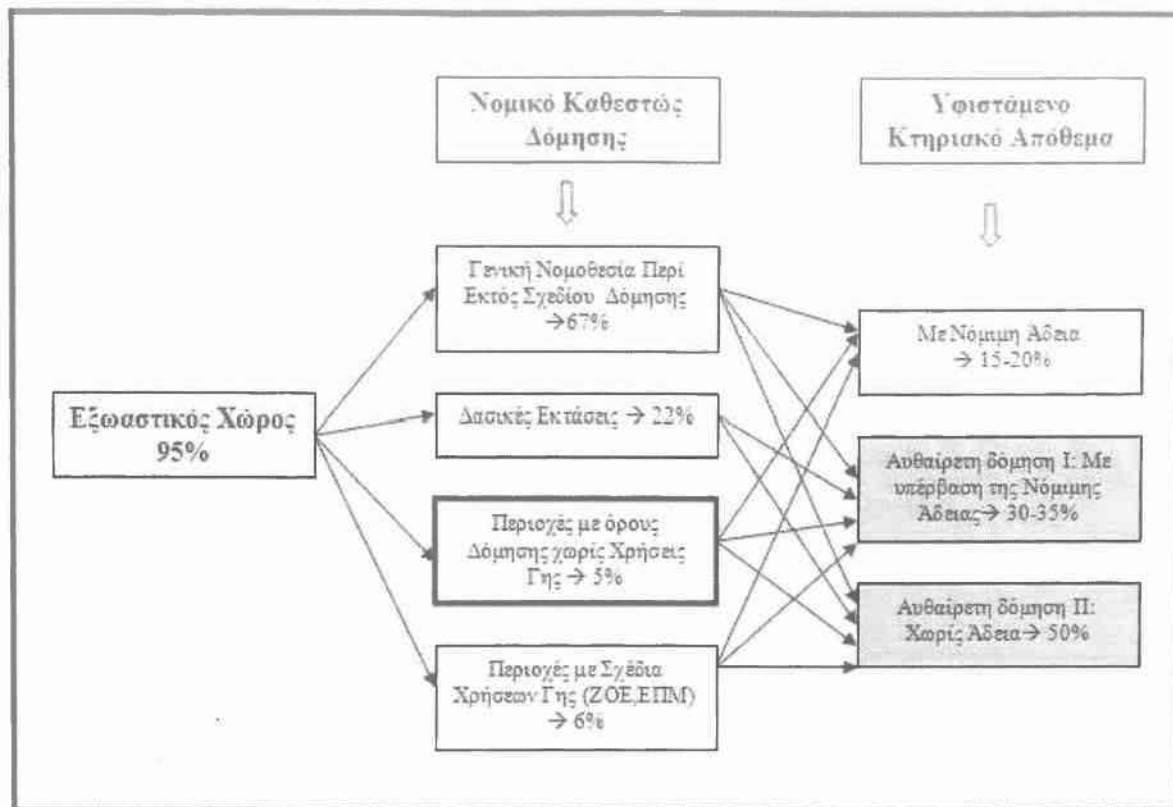 Νομικό Καθεστώς
Δόμησης
Υφιστάμενο
Κτηριακό Απόθεμα
Γενική Νομοθεσία Περί
Εκτός Σχεδίου Δόμησης
→67%
Με Νόμιμη Άδεια
→ 15-20%
Εξωαστικός Χώρος
95%
Δασικές Εκτάσεις → 22%
Αυθαίρετη δόμηση Ι: Με
υπέρβαση της Νόμιμης
Άδειας→ 30-35%
Περιοχές με όρους
Δόμησης χωρίς Χρήσεις
Γης → 5%
Αυθαίρετη δόμηση ΙΙ:
Χωρίς Άδεια→ 50%
Περιοχές με Σχέδια
Χρήσεων Γης (ΖΟΕ,ΕΠΜ)
→ 6%